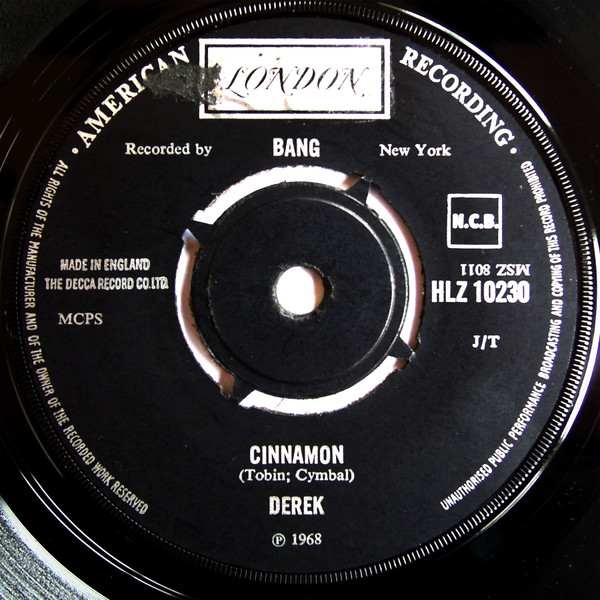 AMERICAN LONDON RECORDING
Recorded by BANG New York
N.C.B.
MADE IN ENGLAND
THE DECCA RECORD CO. LTD.
MCPS
MSZ 8011
HLZ 10230
J/T
CINNAMON
(Tobin; Cymbal)
DEREK
℗ 1968
ALL RIGHTS OF THE MANUFACTURER AND OF THE OWNER OF THE RECORDED WORK RESERVED
UNAUTHORISED PUBLIC PERFORMANCE BROADCASTING AND COPYING OF THIS RECORD PROHIBITED